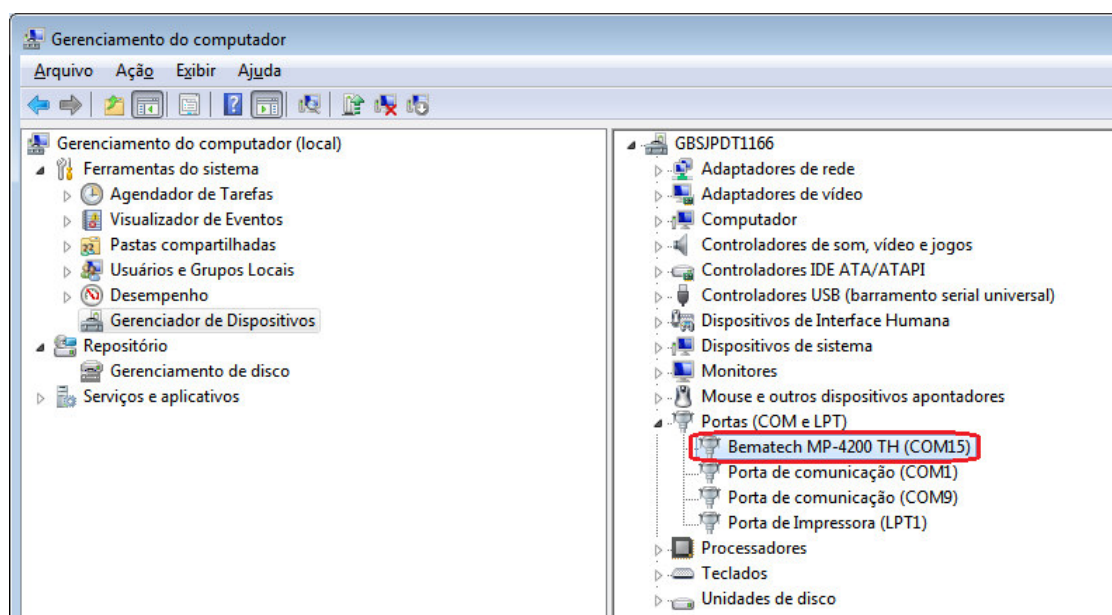 Gerenciamento do computador
Arquivo Ação Exibir Ajuda
Gerenciamento do computador (local)
Ferramentas do sistema
Agendador de Tarefas
Visualizador de Eventos
Pastas compartilhadas
Usuários e Grupos Locais
Desempenho
Gerenciador de Dispositivos
Repositório
Gerenciamento de disco
Serviços e aplicativos
GBSJPDT1166
Adaptadores de rede
Adaptadores de vídeo
Computador
Controladores de som, vídeo e jogos
Controladores IDE ATA/ATAPI
Controladores USB (barramento serial universal)
Dispositivos de Interface Humana
Dispositivos de sistema
Monitores
Mouse e outros dispositivos apontadores
Portas (COM e LPT)
Bematech MP-4200 TH (COM15)
Porta de comunicação (COM1)
Porta de comunicação (COM9)
Porta de Impressora (LPT1)
Processadores
Teclados
Unidades de disco